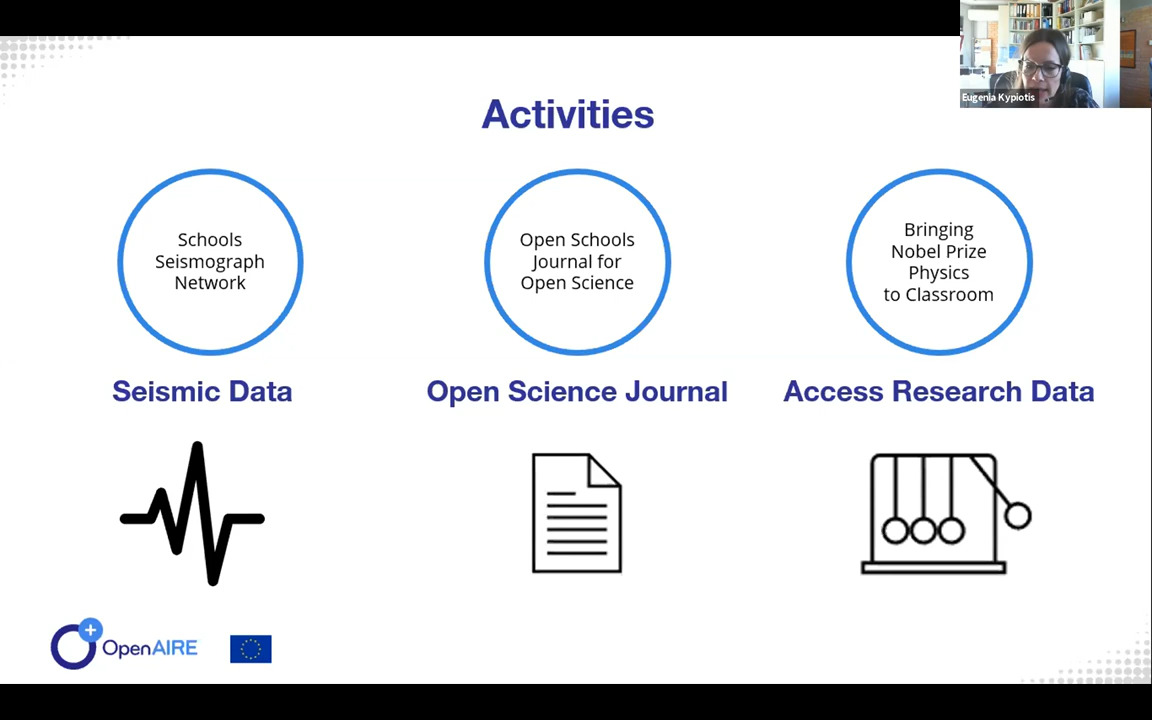 Eugenia Kypiotis
Activities
Schools
Seismograph
Network
Open Schools
Journal for
Open Science
Bringing
Nobel Prize
Physics
to Classroom
Seismic Data
Open Science Journal
Access Research Data
OpenAIRE